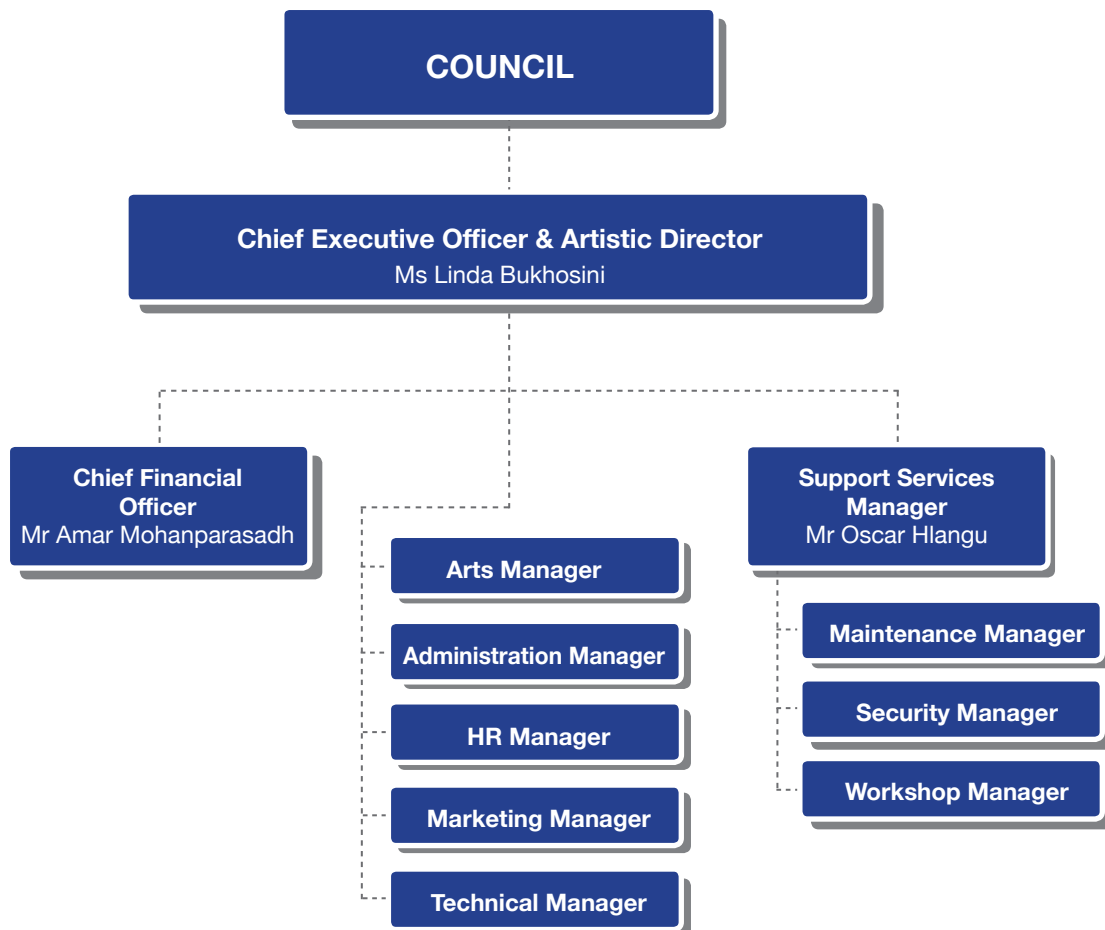 COUNCIL
Chief Executive Officer & Artistic Director
Ms Linda Bukhosini
Chief Financial
Officer
Mr Amar Mohanparasadh
Support Services
Manager
Mr Oscar Hlangu
Arts Manager
Administration Manager
HR Manager
Marketing Manager
Technical Manager
Maintenance Manager
Security Manager
Workshop Manager